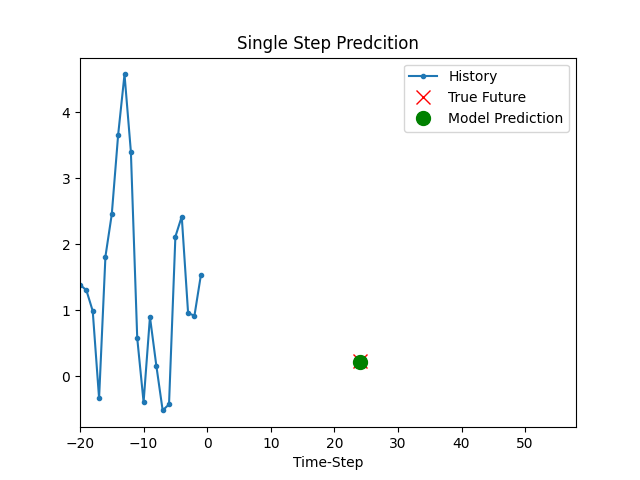 Single Step Predcition
History
True Future
Model Prediction
4
3
2
1
0
−20 −10 0 10 20 30 40 50
Time-Step